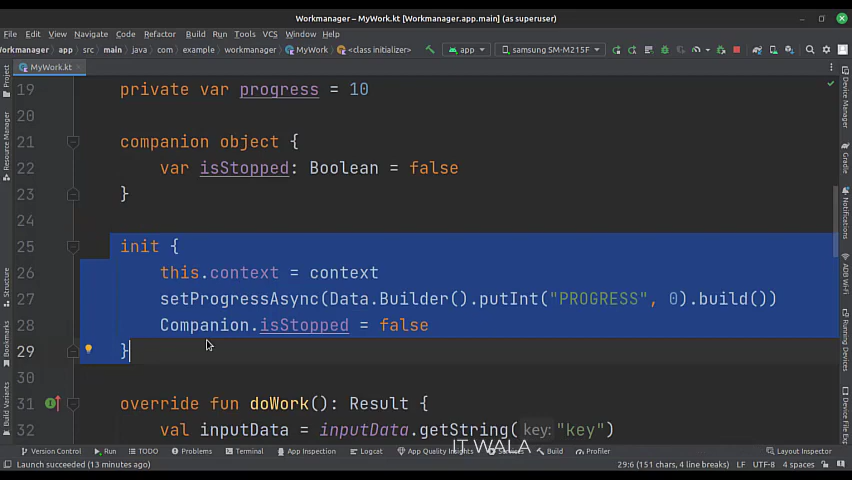 Workmanager – MyWork.kt [Workmanager.app.main] (as superuser)
File Edit View Navigate Code Refactor Build Run Tools VCS Window Help
Workmanager app src main java com example workmanager MyWork <class initializer> app samsung SM-M215F
MyWork.kt
19 private var progress = 10
20
21 companion object {
22 var isStopped: Boolean = false
23 }
24
25 init {
26 this.context = context
27 setProgressAsync(Data.Builder().putInt("PROGRESS", 0).build())
28 Companion.isStopped = false
29 }
30
31 override fun doWork(): Result {
32 val inputData = inputData.getString( key: "key")
IT WALA
Project
Resource Manager
Structure
Bookmarks
Build Variants
Device Manager
Gradle
Notifications
ADB Wi-Fi
Running Devices
Device File Exp
Version Control Run TODO Problems Terminal App Inspection Logcat App Quality Insights Services Build Profiler Layout Inspector
Launch succeeded (13 minutes ago) 29:6 (151 chars, 4 line breaks) LF UTF-8 4 spaces